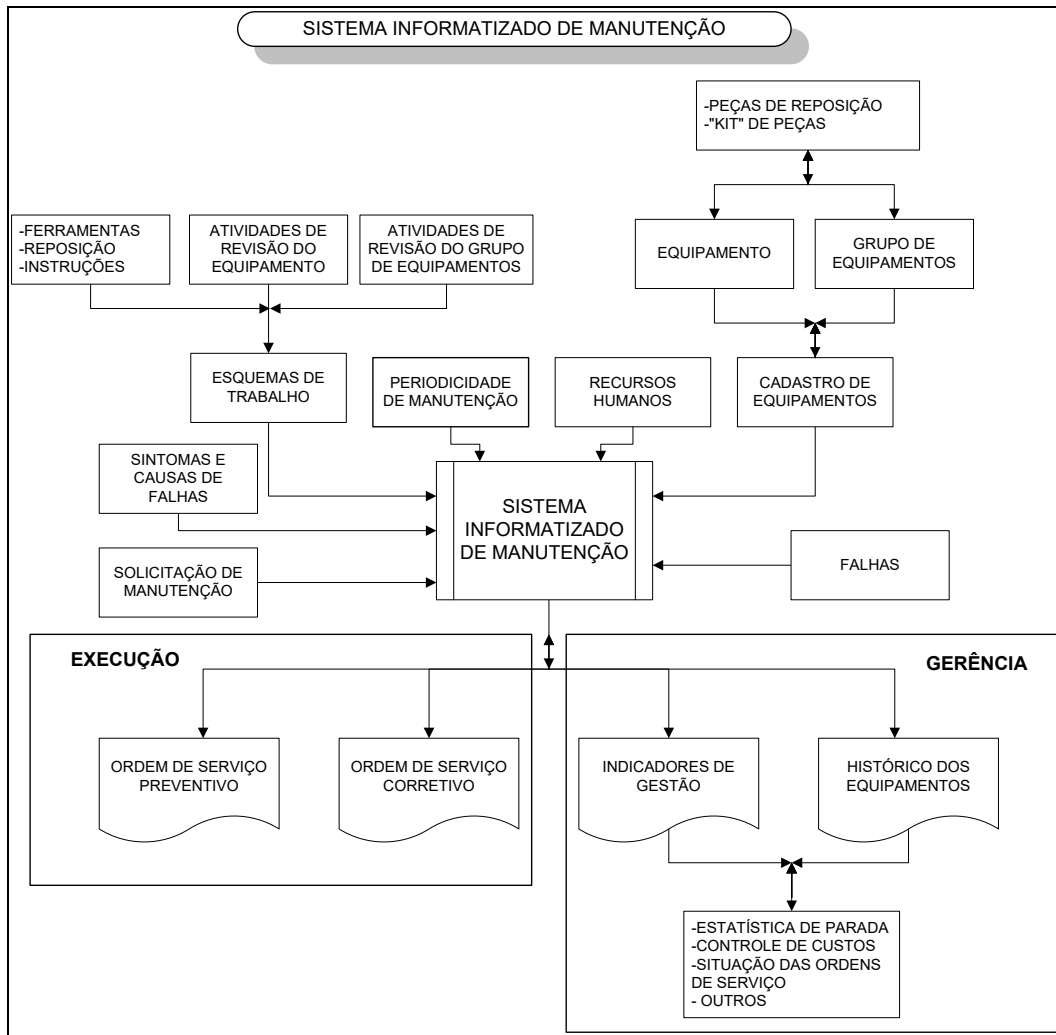 SISTEMA INFORMATIZADO DE MANUTENÇÃO
-PEÇAS DE REPOSIÇÃO
-"KIT" DE PEÇAS
-FERRAMENTAS
-REPOSIÇÃO
-INSTRUÇÕES
ATIVIDADES DE
REVISÃO DO
EQUIPAMENTO
ATIVIDADES DE
REVISÃO DO GRUPO
DE EQUIPAMENTOS
EQUIPAMENTO
GRUPO DE
EQUIPAMENTOS
ESQUEMAS DE
TRABALHO
PERIODICIDADE
DE MANUTENÇÃO
RECURSOS
HUMANOS
CADASTRO DE
EQUIPAMENTOS
SINTOMAS E
CAUSAS DE
FALHAS
SISTEMA
INFORMATIZADO
DE MANUTENÇÃO
SOLICITAÇÃO DE
MANUTENÇÃO
FALHAS
EXECUÇÃO
GERÊNCIA
ORDEM DE SERVIÇO
PREVENTIVO
ORDEM DE SERVIÇO
CORRETIVO
INDICADORES DE
GESTÃO
HISTÓRICO DOS
EQUIPAMENTOS
-ESTATÍSTICA DE PARADA
-CONTROLE DE CUSTOS
-SITUAÇÃO DAS ORDENS
DE SERVIÇO
- OUTROS